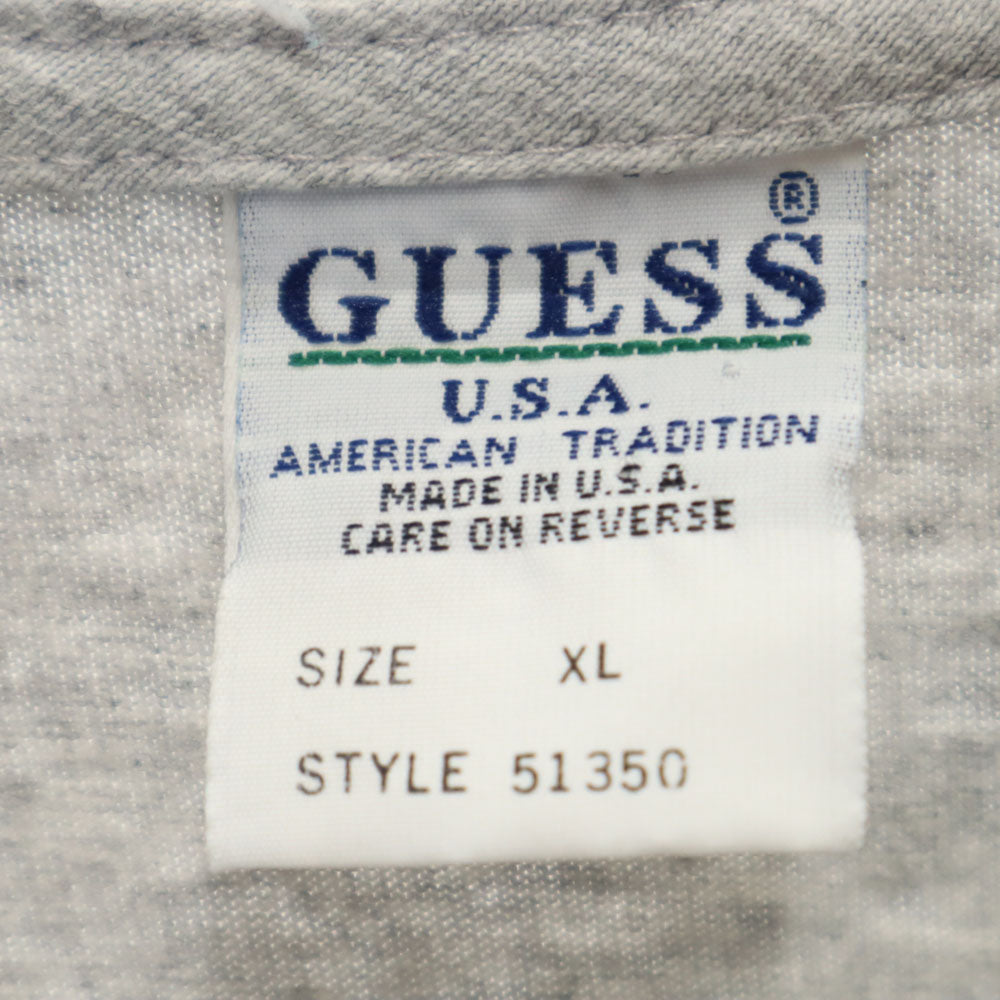 GUESS®
U.S.A.
AMERICAN TRADITION
MADE IN U.S.A.
CARE ON REVERSE
SIZE XL
STYLE 51350